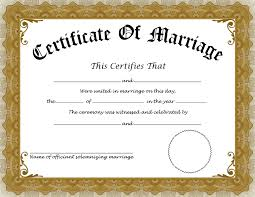 Certificate Of Marriage
This Certifies That
and
Were united in marriage on this day,
the of in the year
The ceremony was witnessed and celebrated by
and
Name of officiant solemnizing marriage